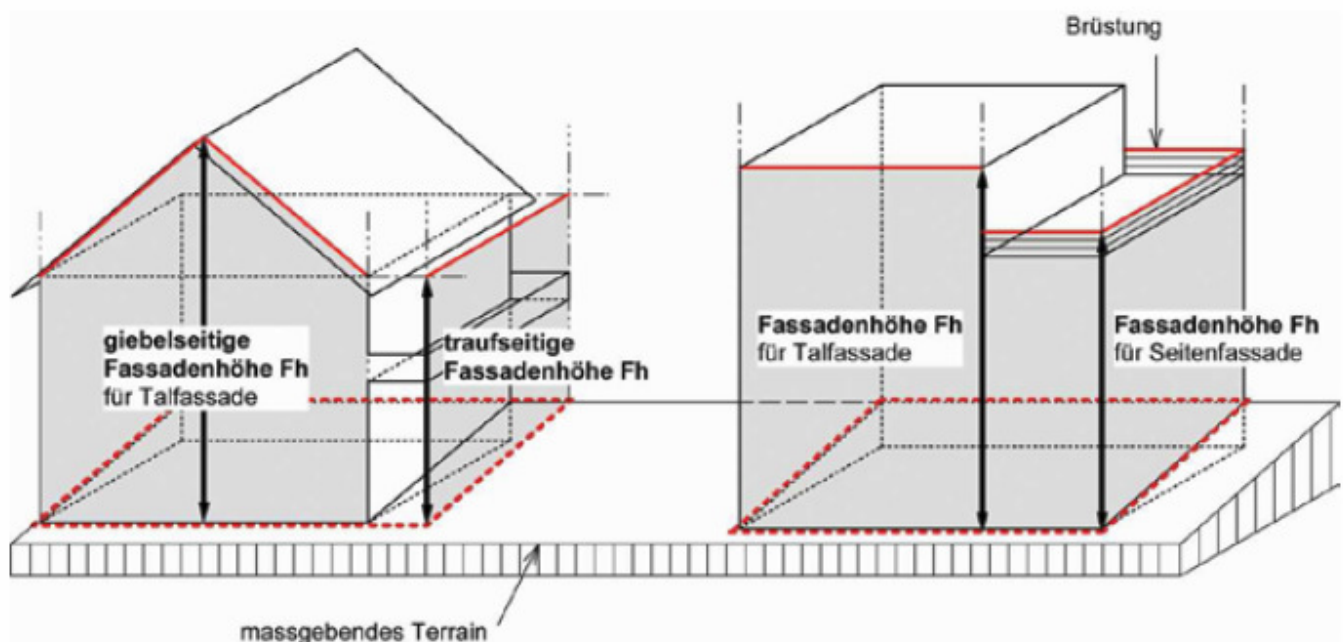 Brüstung
giebelseitige
Fassadenhöhe Fh
für Talfassade
traufseitige
Fassadenhöhe Fh
Fassadenhöhe Fh
für Talfassade
Fassadenhöhe Fh
für Seitenfassade
massgebendes Terrain